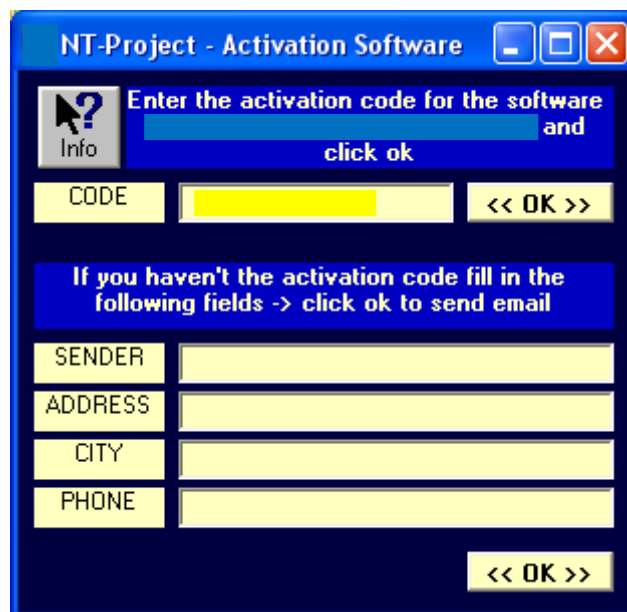 NT-Project - Activation Software
Enter the activation code for the software
and
click ok
Info
CODE
<< OK >>
If you haven't the activation code fill in the
following fields -> click ok to send email
SENDER
ADDRESS
CITY
PHONE
<< OK >>